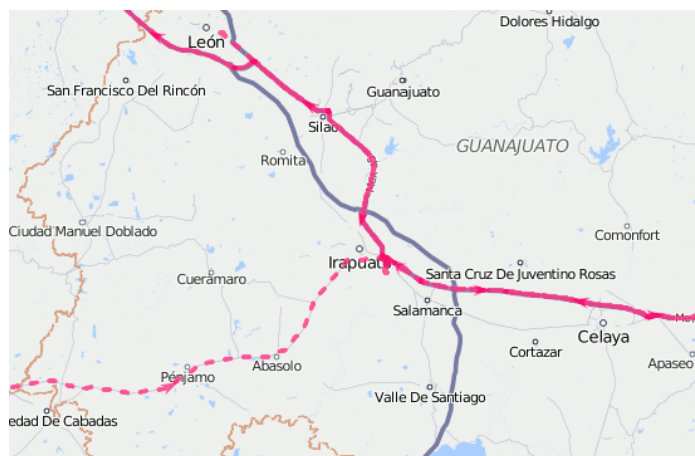 Dolores Hidalgo
León
San Francisco Del Rincón
Guanajuato
Silao
GUANAJUATO
Romita
Ciudad Manuel Doblado
Comonfort
Irapuato
Santa Cruz De Juventino Rosas
Cuerámaro
Salamanca
Celaya
Cortazar
Abasolo
Pénjamo
Apaseo
Valle De Santiago
edad De Cabadas